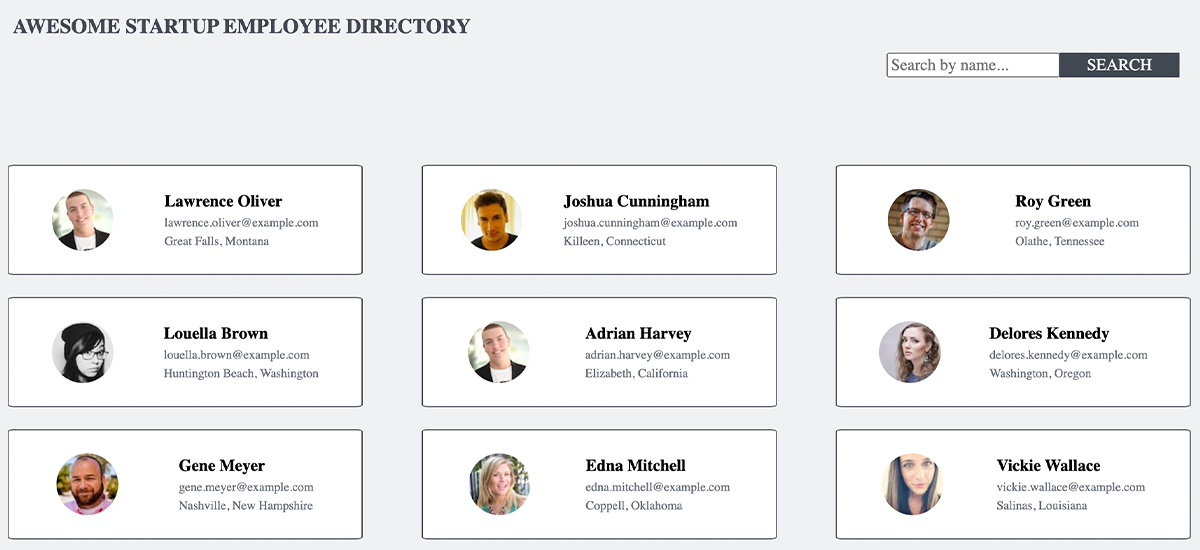 AWESOME STARTUP EMPLOYEE DIRECTORY
Search by name...
SEARCH
Lawrence Oliver
lawrence.oliver@example.com
Great Falls, Montana
Joshua Cunningham
joshua.cunningham@example.com
Killeen, Connecticut
Roy Green
roy.green@example.com
Olathe, Tennessee
Louella Brown
louella.brown@example.com
Huntington Beach, Washington
Adrian Harvey
adrian.harvey@example.com
Elizabeth, California
Delores Kennedy
delores.kennedy@example.com
Washington, Oregon
Gene Meyer
gene.meyer@example.com
Nashville, New Hampshire
Edna Mitchell
edna.mitchell@example.com
Coppell, Oklahoma
Vickie Wallace
vickie.wallace@example.com
Salinas, Louisiana